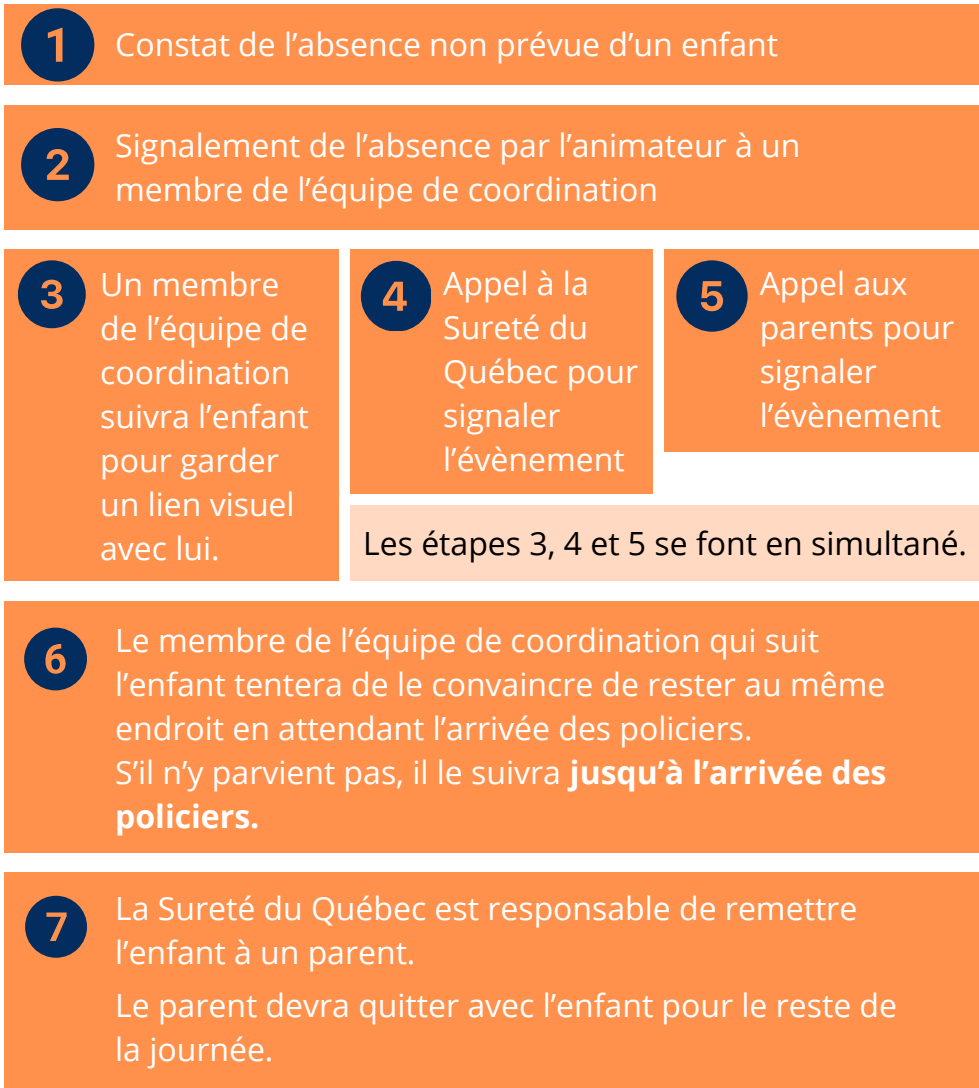 1
Constat de l’absence non prévue d’un enfant
2
Signalement de l’absence par l’animateur à un
membre de l’équipe de coordination
3
Un membre
de l’équipe de
coordination
suivra l’enfant
pour garder
un lien visuel
avec lui.
4
Appel à la
Sureté du
Québec pour
signaler
l’évènement
5
Appel aux
parents pour
signaler
l’évènement
Les étapes 3, 4 et 5 se font en simultané.
6
Le membre de l’équipe de coordination qui suit
l’enfant tentera de le convaincre de rester au même
endroit en attendant l’arrivée des policiers.
S’il n’y parvient pas, il le suivra jusqu’à l’arrivée des
policiers.
7
La Sureté du Québec est responsable de remettre
l’enfant à un parent.
Le parent devra quitter avec l’enfant pour le reste de
la journée.